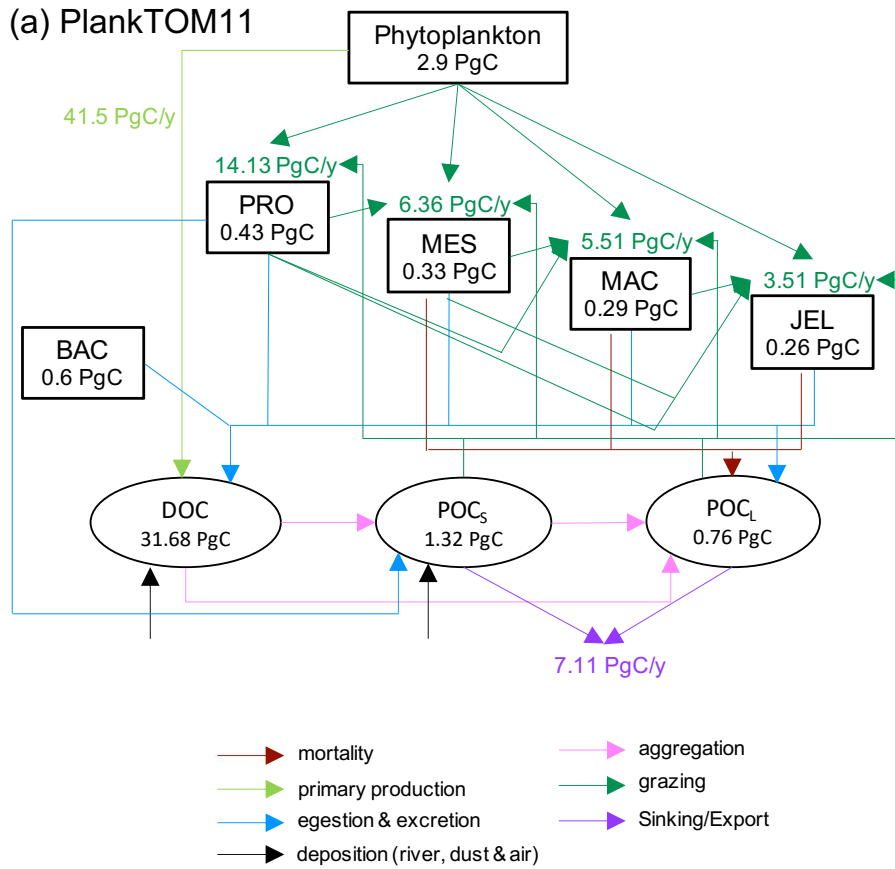 (a) PlankTOM11
Phytoplankton
2.9 PgC
41.5 PgC/y
14.13 PgC/y
PRO
0.43 PgC
6.36 PgC/y
MES
0.33 PgC
5.51 PgC/y
MAC
0.29 PgC
3.51 PgC/y
JEL
0.26 PgC
BAC
0.6 PgC
DOC
31.68 PgC
POCS
1.32 PgC
POCL
0.76 PgC
7.11 PgC/y
mortality
primary production
egestion & excretion
deposition (river, dust & air)
aggregation
grazing
Sinking/Export